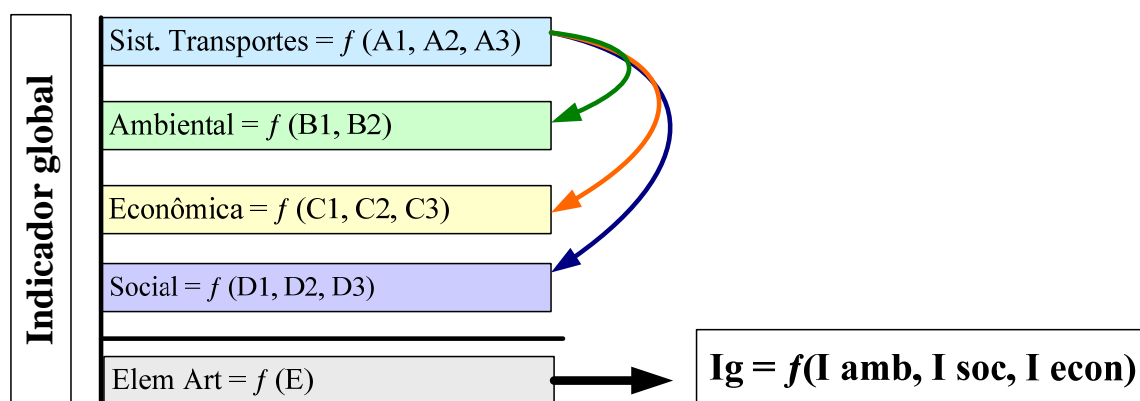 Indicador global
Sist. Transportes = f (A1, A2, A3)
Ambiental = f (B1, B2)
Econômica = f (C1, C2, C3)
Social = f (D1, D2, D3)
Elem Art = f (E)
Ig = f(I amb, I soc, I econ)